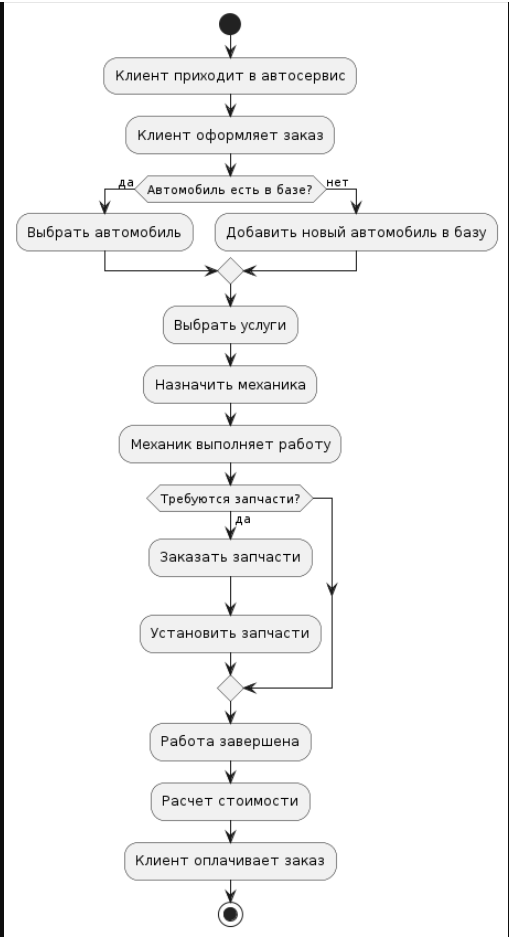 Клиент приходит в автосервис
Клиент оформляет заказ
да
Автомобиль есть в базе?
нет
Выбрать автомобиль
Добавить новый автомобиль в базу
Выбрать услуги
Назначить механика
Механик выполняет работу
Требуются запчасти?
да
Заказать запчасти
Установить запчасти
Работа завершена
Расчет стоимости
Клиент оплачивает заказ